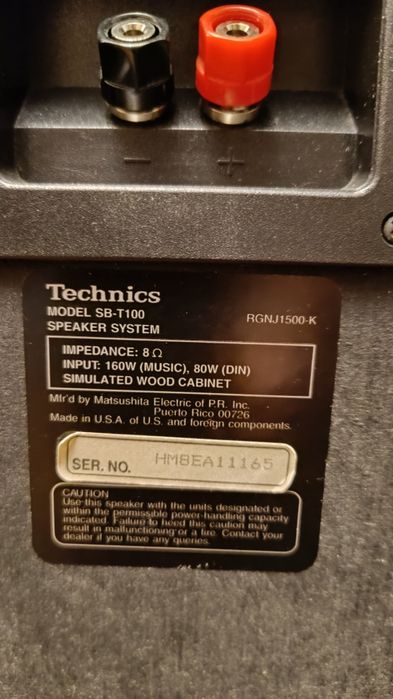 − +
Technics
MODEL SB-T100
SPEAKER SYSTEM
RGNJ1500-K
IMPEDANCE: 8 Ω
INPUT: 160W (MUSIC), 80W (DIN)
SIMULATED WOOD CABINET
Mfr'd by Matsushita Electric of P.R. Inc.
Puerto Rico 00726
Made in U.S.A. of U.S. and foreign components.
SER. NO. HM8EA11165
CAUTION
Use this speaker with the units designated or
within the permissible power-handling capacity
indicated. Failure to heed this caution may
result in malfunctioning or a fire. Contact your
dealer if you have any queries.